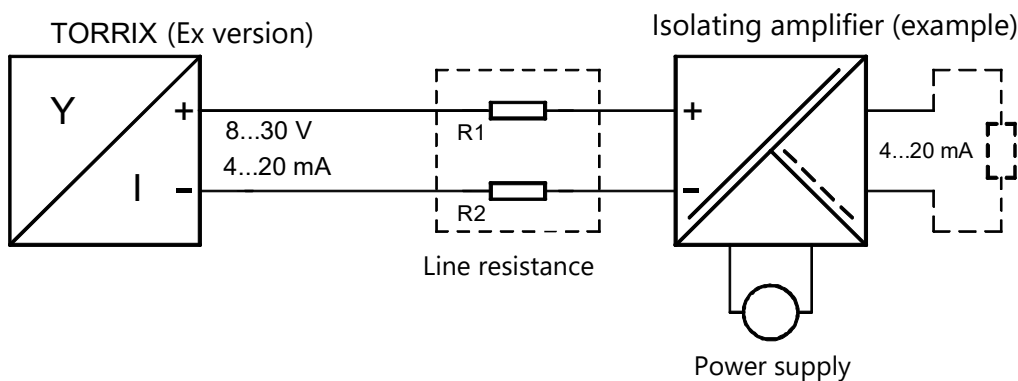 TORRIX (Ex version)
Isolating amplifier (example)
Y
I
+
−
8...30 V
4...20 mA
R1
R2
Line resistance
+
−
4...20 mA
Power supply